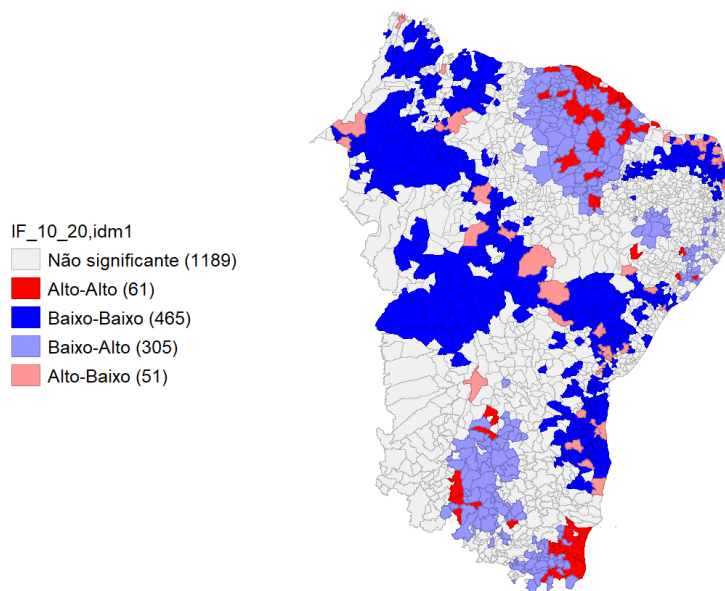 IF_10_20,idm1
Não significante (1189)
Alto-Alto (61)
Baixo-Baixo (465)
Baixo-Alto (305)
Alto-Baixo (51)